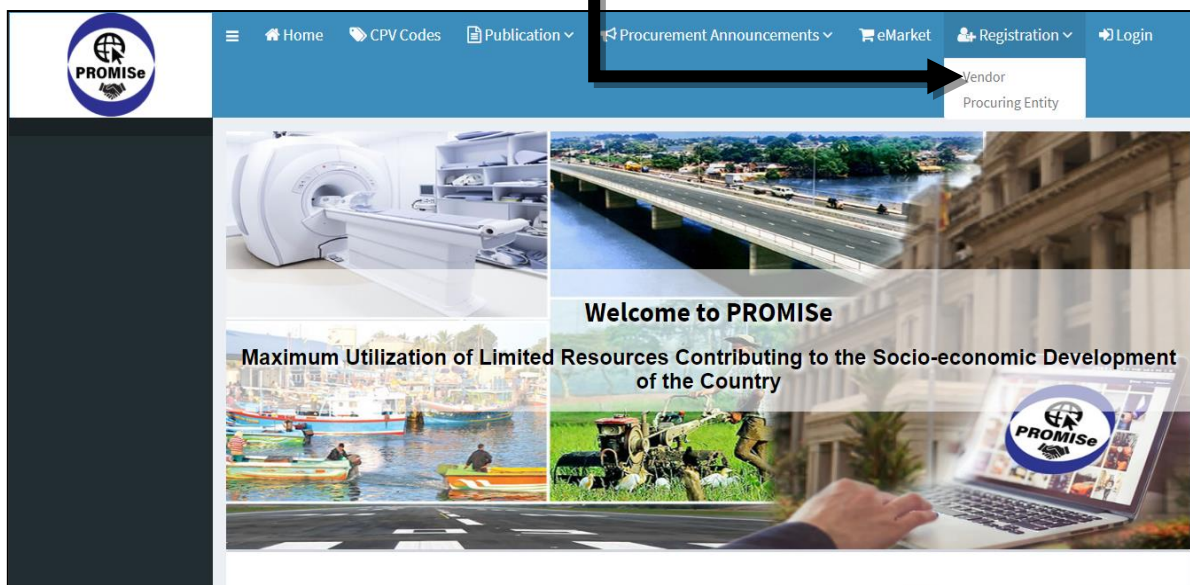 PROMISe
Home CPV Codes Publication Procurement Announcements eMarket Registration Login
Vendor
Procuring Entity
Welcome to PROMISe
Maximum Utilization of Limited Resources Contributing to the Socio-economic Development
of the Country
PROMISe